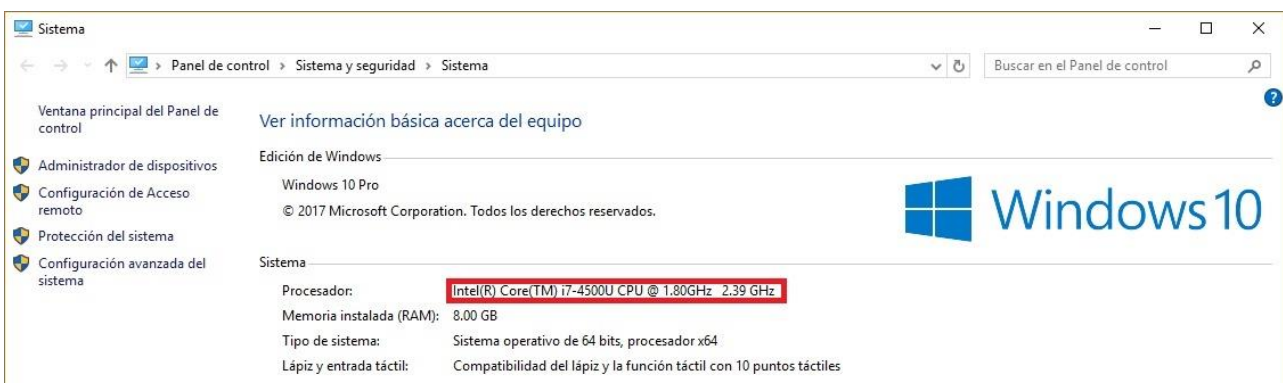 Sistema
Panel de control > Sistema y seguridad > Sistema
Buscar en el Panel de control
Ventana principal del Panel de
control
Administrador de dispositivos
Configuración de Acceso
remoto
Protección del sistema
Configuración avanzada del
sistema
Ver información básica acerca del equipo
Edición de Windows
Windows 10 Pro
© 2017 Microsoft Corporation. Todos los derechos reservados.
Windows 10
Sistema
Procesador: Intel(R) Core(TM) i7-4500U CPU @ 1.80GHz 2.39 GHz
Memoria instalada (RAM): 8.00 GB
Tipo de sistema: Sistema operativo de 64 bits, procesador x64
Lápiz y entrada táctil: Compatibilidad del lápiz y la función táctil con 10 puntos táctiles